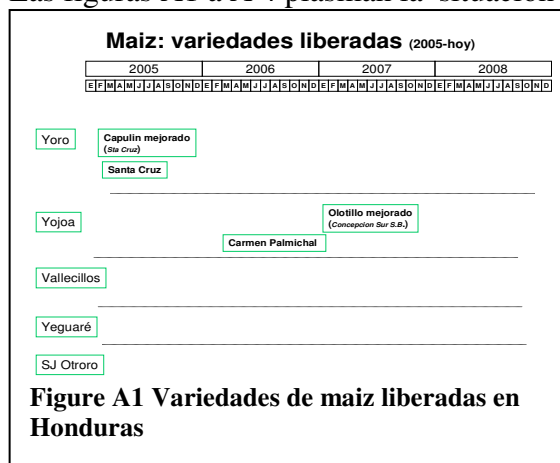 Las figuras A1 a A4 plasman la situación
Maiz: variedades liberadas (2005-hoy)
2005 2006 2007 2008
E F M A M J J A S O N D E F M A M J J A S O N D E F M A M J J A S O N D E F M A M J J A S O N D
Yoro
Capulin mejorado
(Sta Cruz)
Santa Cruz
Yojoa
Olotillo mejorado
(Concepcion Sur S.B.)
Carmen Palmichal
Vallecillos
Yeguaré
SJ Otroro
Figure A1 Variedades de maiz liberadas en
Honduras